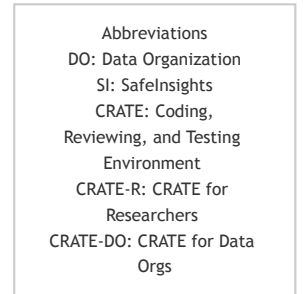 Abbreviations
DO: Data Organization
SI: SafeInsights
CRATE: Coding,
Reviewing, and Testing
Environment
CRATE-R: CRATE for
Researchers
CRATE-DO: CRATE for Data
Orgs